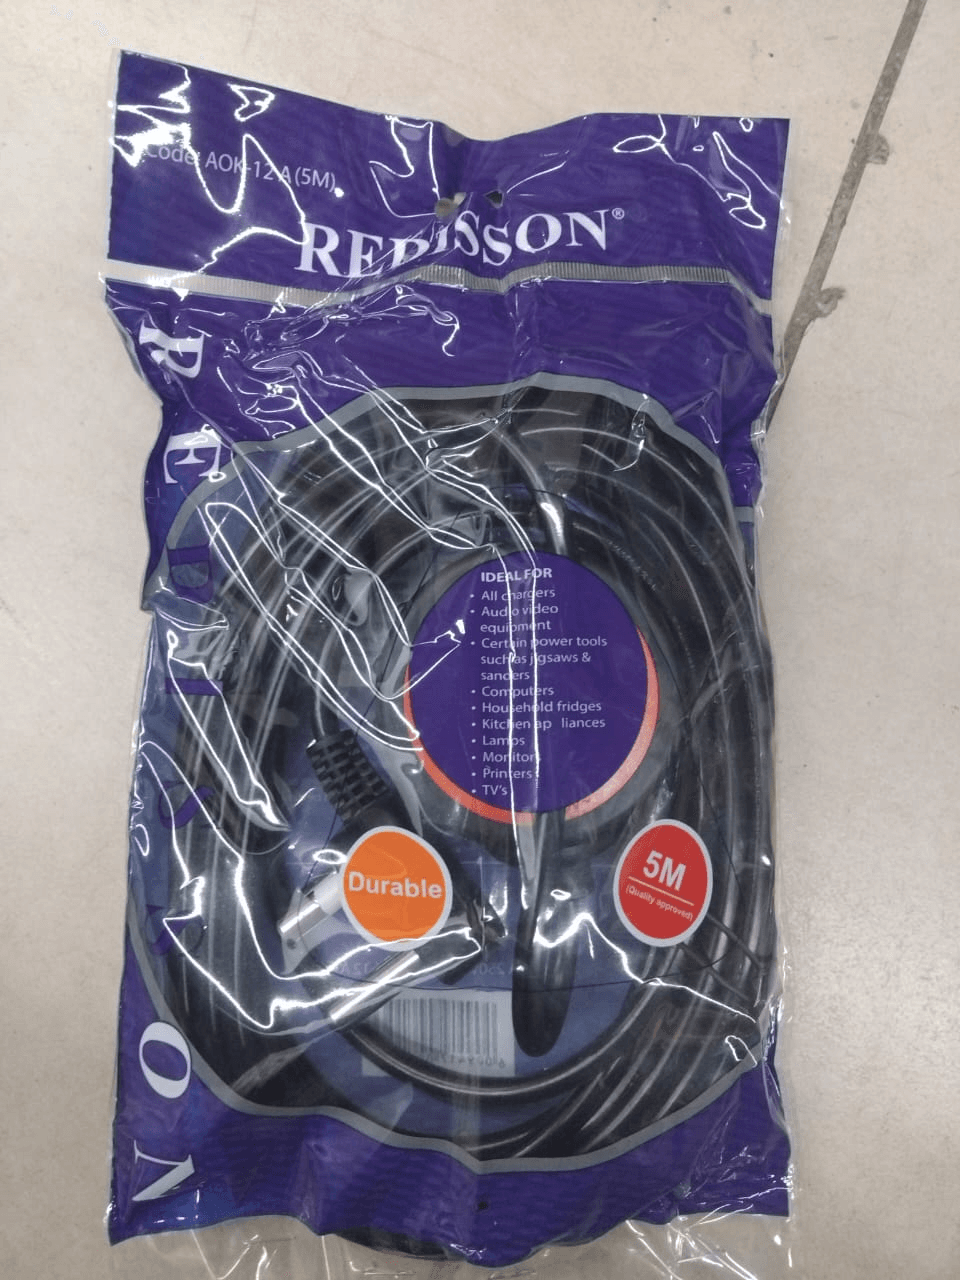 Code: AOK-12 A (5M)
REDISSON®
REDISSON
IDEAL FOR
• All chargers
• Audio video
equipment
• Certain power tools
such as jigsaws &
sanders
• Computers
• Household fridges
• Kitchen ap liances
• Lamps
• Monitors
• Printers
• TV's
Durable
5M
(Quality approved)